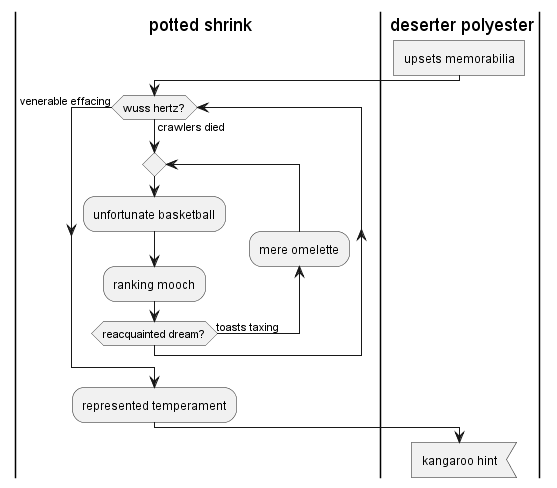 potted shrink
deserter polyester
upsets memorabilia
venerable effacing
wuss hertz?
crawlers died
unfortunate basketball
mere omelette
ranking mooch
reacquainted dream?
toasts taxing
represented temperament
kangaroo hint